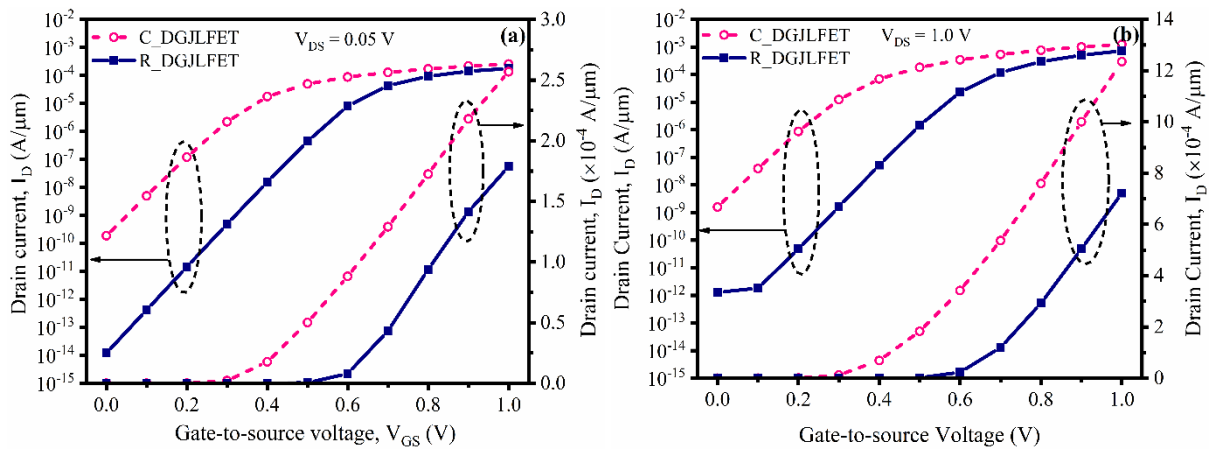 (a)
C_DGJLFET
R_DGJLFET
V_DS = 0.05 V
Drain current, I_D (A/μm)
10^-2
10^-3
10^-4
10^-5
10^-6
10^-7
10^-8
10^-9
10^-10
10^-11
10^-12
10^-13
10^-14
10^-15
3.0
2.5
2.0
1.5
1.0
0.5
0.0
Drain current, I_D (×10^-4 A/μm)
0.0 0.2 0.4 0.6 0.8 1.0
Gate-to-source voltage, V_GS (V)
(b)
C_DGJLFET
R_DGJLFET
V_DS = 1.0 V
Drain Current, I_D (A/μm)
10^-2
10^-3
10^-4
10^-5
10^-6
10^-7
10^-8
10^-9
10^-10
10^-11
10^-12
10^-13
10^-14
10^-15
14
12
10
8
6
4
2
0
Drain Current, I_D (×10^-4 A/μm)
0.0 0.2 0.4 0.6 0.8 1.0
Gate-to-source Voltage (V)